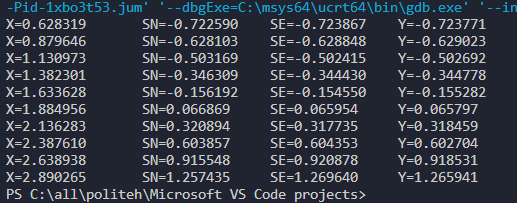 -Pid-1xbo3t53.jum' '--dbgExe=C:\msys64\ucrt64\bin\gdb.exe' '--in
X=0.628319 SN=-0.722590 SE=-0.723867 Y=-0.723771
X=0.879646 SN=-0.628103 SE=-0.628848 Y=-0.629023
X=1.130973 SN=-0.503169 SE=-0.502415 Y=-0.502692
X=1.382301 SN=-0.346309 SE=-0.344430 Y=-0.344778
X=1.633628 SN=-0.156192 SE=-0.154550 Y=-0.155282
X=1.884956 SN=0.066869 SE=0.065954 Y=0.065797
X=2.136283 SN=0.320894 SE=0.317735 Y=0.318459
X=2.387610 SN=0.603857 SE=0.604353 Y=0.602704
X=2.638938 SN=0.915548 SE=0.920878 Y=0.918531
X=2.890265 SN=1.257435 SE=1.269640 Y=1.265941
PS C:\all\politeh\Microsoft VS Code projects>